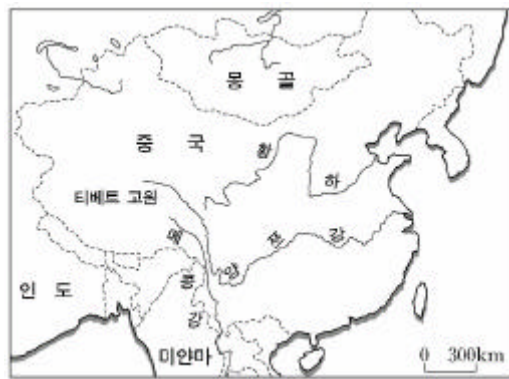 몽 골
중 국
황 하
티베트 고원
메 콩 강
양 쯔 강
인 도
미얀마
0 300km